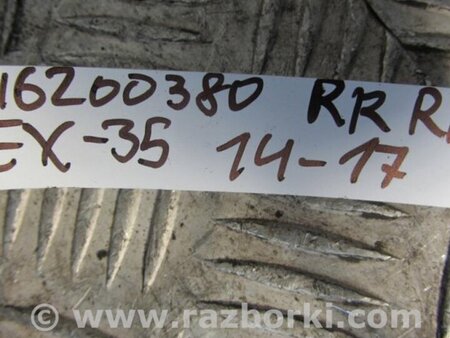 16200380 RR R
EX-35 14-17
© www.razborki.com